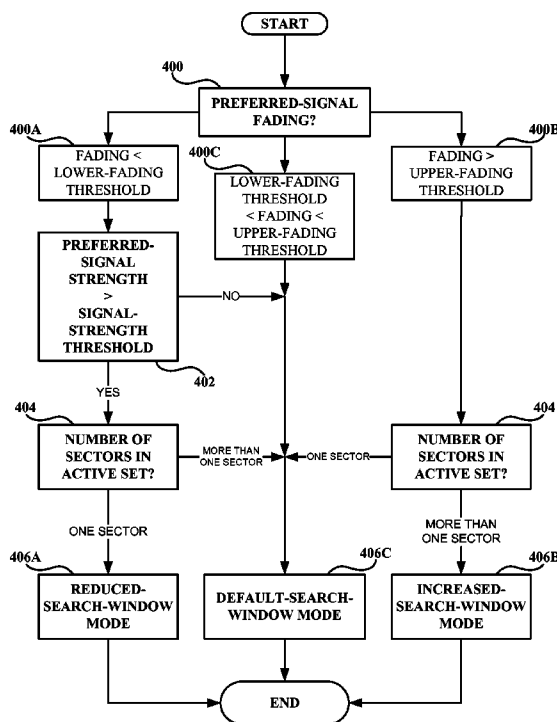 START
400
PREFERRED-SIGNAL
FADING?
400A
400C
400B
FADING <
LOWER-FADING
THRESHOLD
LOWER-FADING
THRESHOLD
< FADING <
UPPER-FADING
THRESHOLD
FADING >
UPPER-FADING
THRESHOLD
PREFERRED-
SIGNAL
STRENGTH
>
SIGNAL-
STRENGTH
THRESHOLD
NO
402
YES
404
NUMBER OF
SECTORS IN
ACTIVE SET?
MORE THAN
ONE SECTOR
ONE SECTOR
404
NUMBER OF
SECTORS IN
ACTIVE SET?
ONE SECTOR
MORE THAN
ONE SECTOR
406A
REDUCED-
SEARCH-WINDOW
MODE
406C
DEFAULT-SEARCH-
WINDOW MODE
406B
INCREASED-
SEARCH-WINDOW
MODE
END